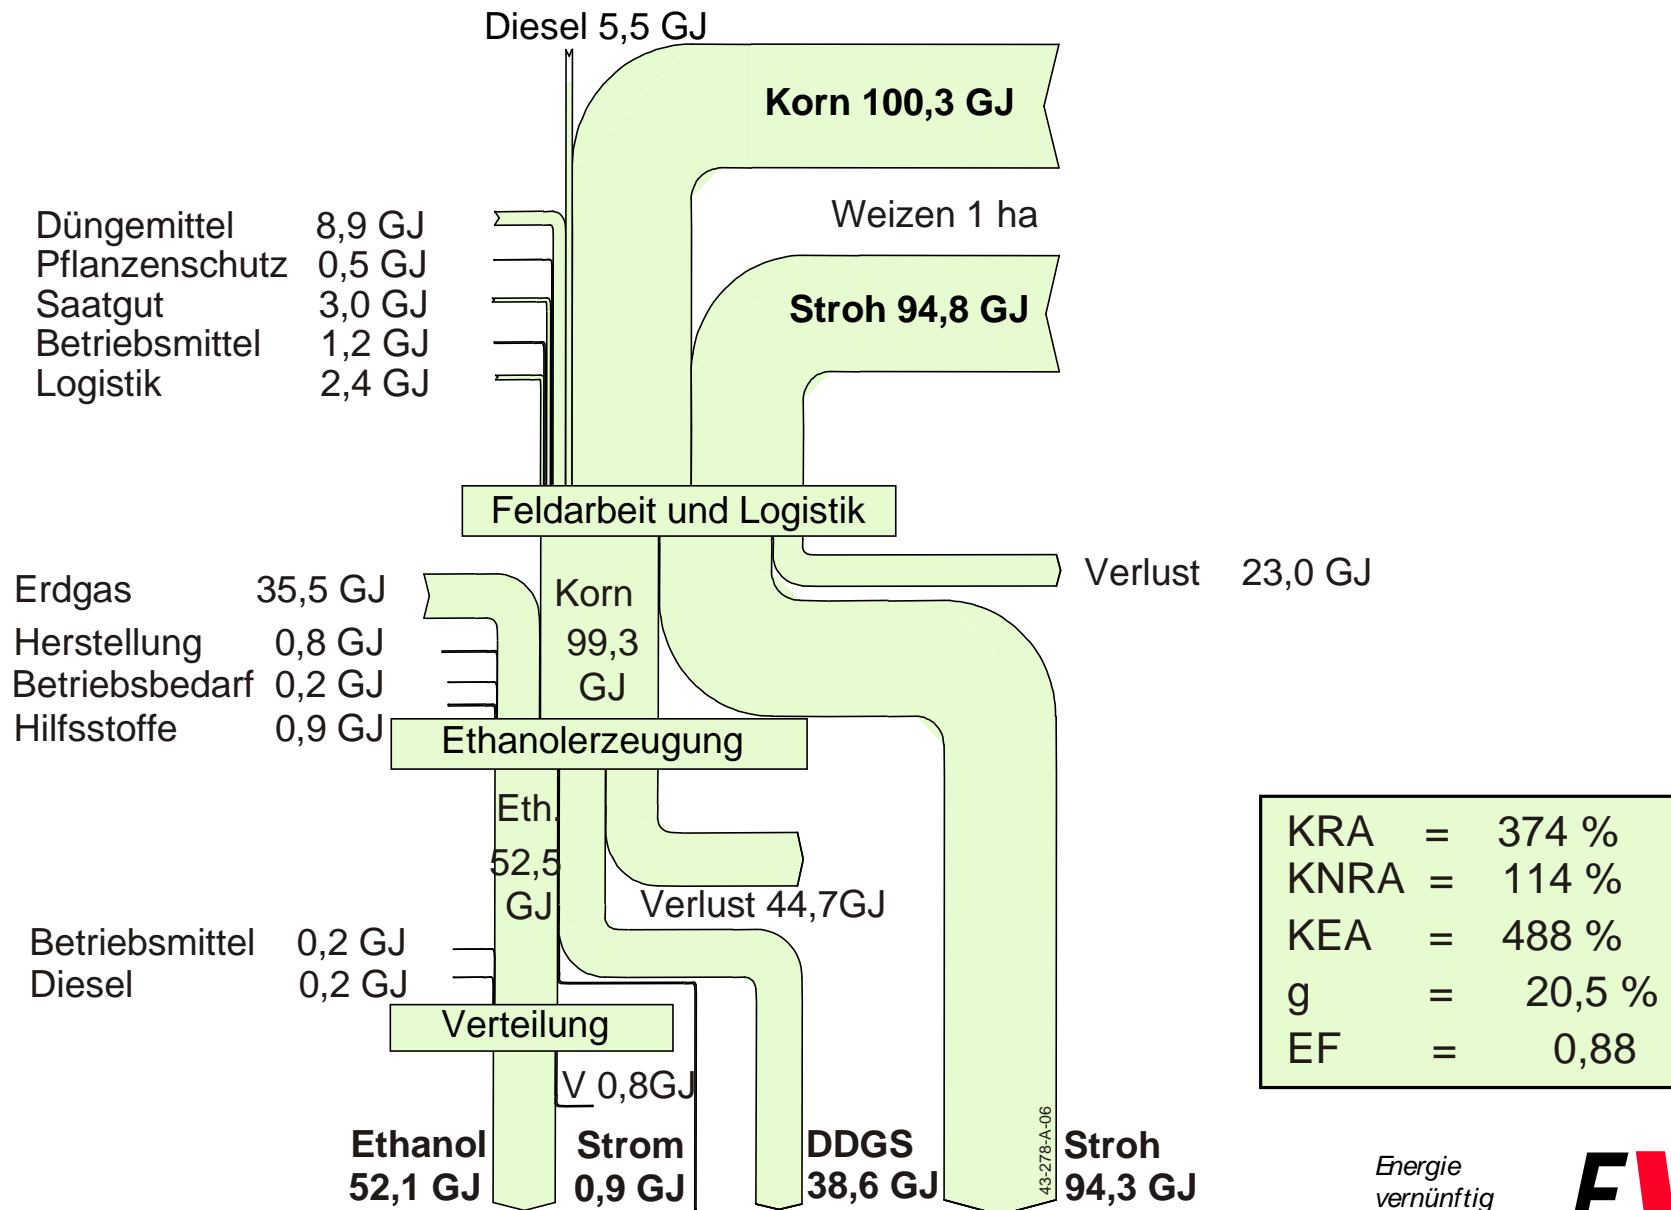 Diesel 5,5 GJ
Korn 100,3 GJ
Weizen 1 ha
Stroh 94,8 GJ
Düngemittel 8,9 GJ
Pflanzenschutz 0,5 GJ
Saatgut 3,0 GJ
Betriebsmittel 1,2 GJ
Logistik 2,4 GJ
Feldarbeit und Logistik
Verlust 23,0 GJ
Erdgas 35,5 GJ
Herstellung 0,8 GJ
Betriebsbedarf 0,2 GJ
Hilfsstoffe 0,9 GJ
Korn
99,3
GJ
Ethanolerzeugung
Eth.
52,5
GJ
Verlust 44,7GJ
Betriebsmittel 0,2 GJ
Diesel 0,2 GJ
Verteilung
V 0,8GJ
Ethanol
52,1 GJ
Strom
0,9 GJ
DDGS
38,6 GJ
43-278-A-06
Stroh
94,3 GJ
KRA = 374 %
KNRA = 114 %
KEA = 488 %
g = 20,5 %
EF = 0,88
Energie
vernünftig